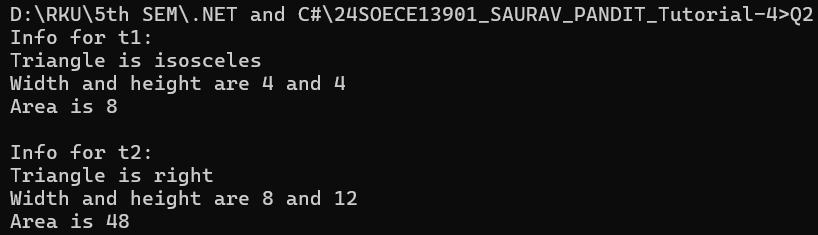 D:\RKU\5th SEM\.NET and C#\24SOECE13901_SAURAV_PANDIT_Tutorial-4>Q2
Info for t1:
Triangle is isosceles
Width and height are 4 and 4
Area is 8

Info for t2:
Triangle is right
Width and height are 8 and 12
Area is 48